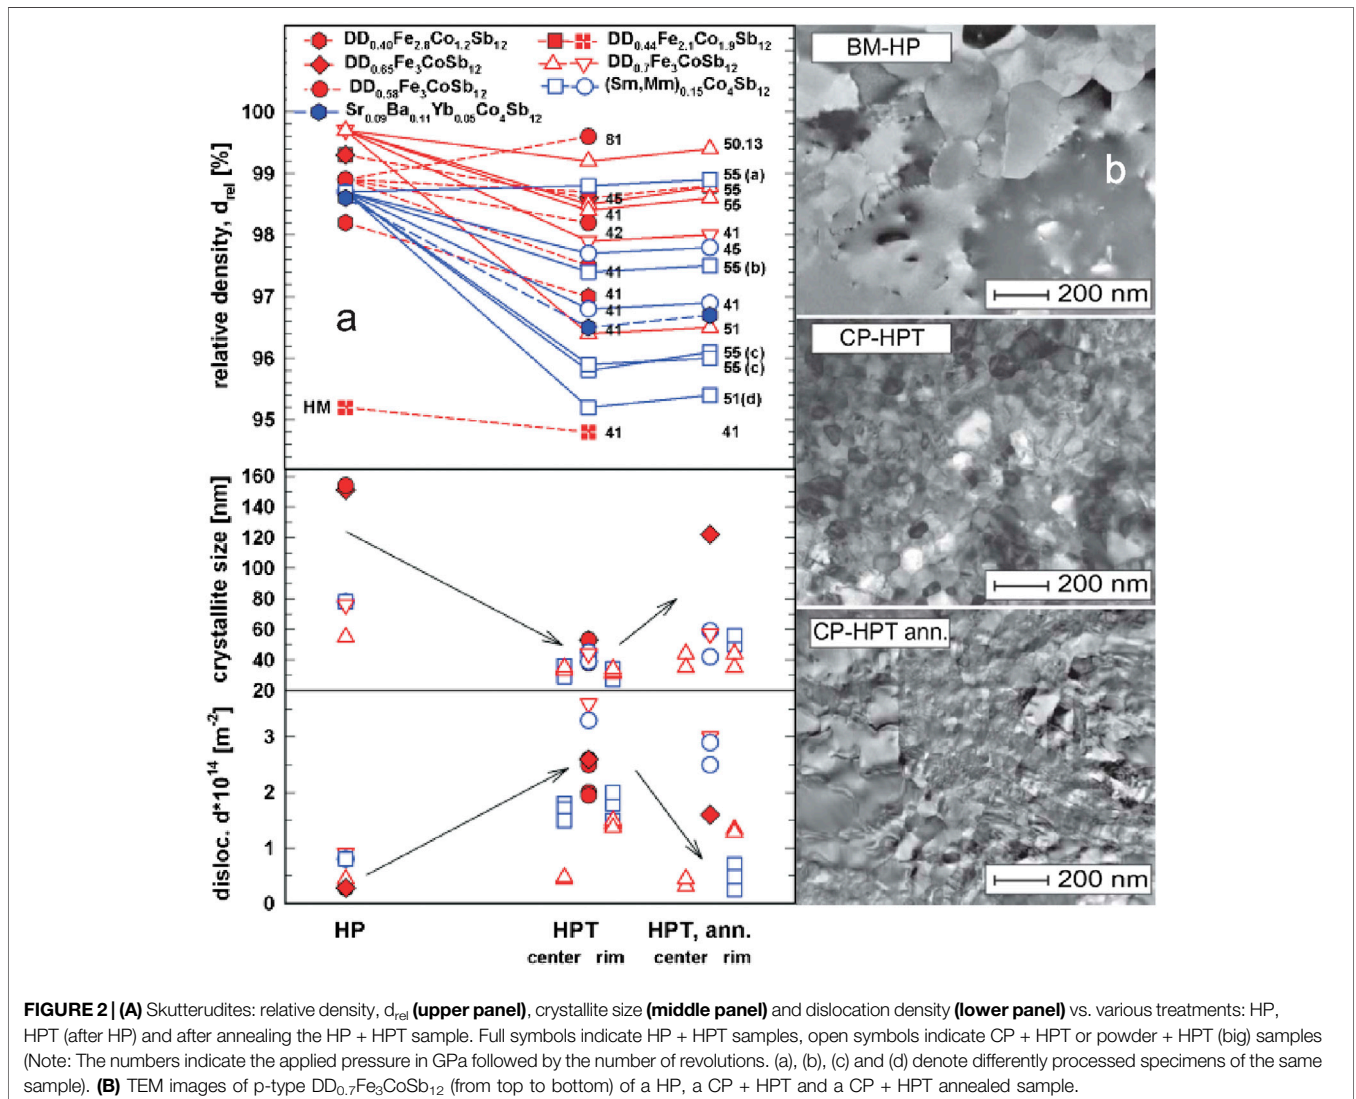 DD0.40Fe2.8Co1.2Sb12
DD0.65Fe3CoSb12
DD0.58Fe3CoSb12
Sr0.09Ba0.11Yb0.05Co4Sb12
DD0.44Fe2.1Co1.9Sb12
DD0.7Fe3CoSb12
(Sm,Mm)0.15Co4Sb12
relative density, drel [%]
100
99
98
97
96
95
a
HM
81
45
41
42
41
41
41
41
41
50.13
55 (a)
55
55
41
45
55 (b)
41
51
55 (c)
55 (c)
51(d)
41
crystallite size [nm]
160
140
120
100
80
60
40
20
disloc. d*10^14 [m^-2]
3
2
1
0
HP
HPT
HPT, ann.
center rim
center rim
BM-HP
b
200 nm
CP-HPT
200 nm
CP-HPT ann.
200 nm
FIGURE 2 | (A) Skutterudites: relative density, drel (upper panel), crystallite size (middle panel) and dislocation density (lower panel) vs. various treatments: HP,
HPT (after HP) and after annealing the HP + HPT sample. Full symbols indicate HP + HPT samples, open symbols indicate CP + HPT or powder + HPT (big) samples
(Note: The numbers indicate the applied pressure in GPa followed by the number of revolutions. (a), (b), (c) and (d) denote differently processed specimens of the same
sample). (B) TEM images of p-type DD0.7Fe3CoSb12 (from top to bottom) of a HP, a CP + HPT and a CP + HPT annealed sample.